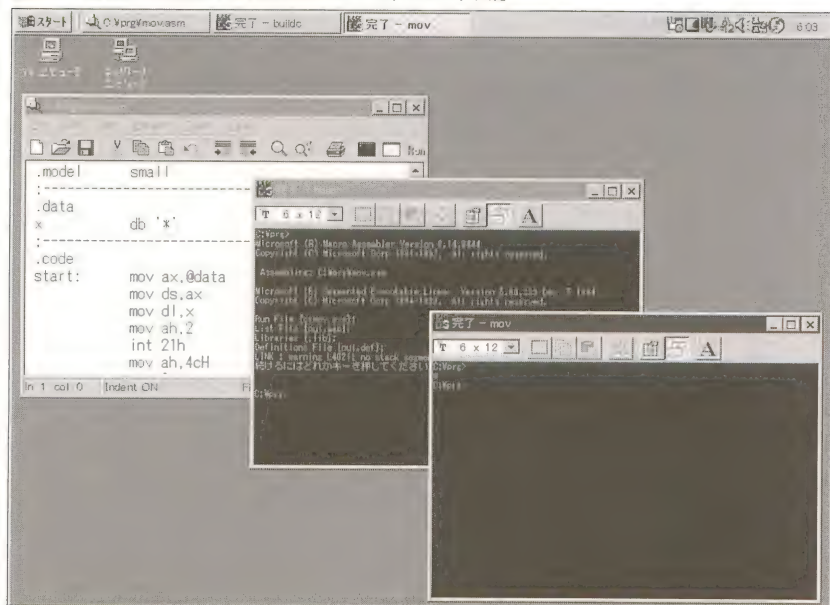 スタート C:¥prg¥mov.asm 完了 - buildc 完了 - mov 6:03
Run
.model small
;
.data
x db '*'
;
.code
start: mov ax,@data
mov ds,ax
mov dl,x
mov ah,2
int 21h
mov ah,4cH
ln 1 col 0 Indent ON
T 6 x 12 A
C:¥prg>
Microsoft (R) Macro Assembler Version 6.14.8444
Copyright (C) Microsoft Corp 1981-1997. All rights reserved.
Assembling: C:¥prg¥mov.asm
Microsoft (R) Segmented Executable Linker Version 5.60.339 Dec 5 1994
Copyright (C) Microsoft Corp 1984-1993. All rights reserved.
Run File
List File [nul.map]:
Libraries [.lib]:
Definitions File [nul.def]:
LINK : warning L4021: no stack segment
続けるにはどれかキーを押してください
C:¥prg>
完了 - mov
T 6 x 12 A
C:¥prg>
C:¥prg>